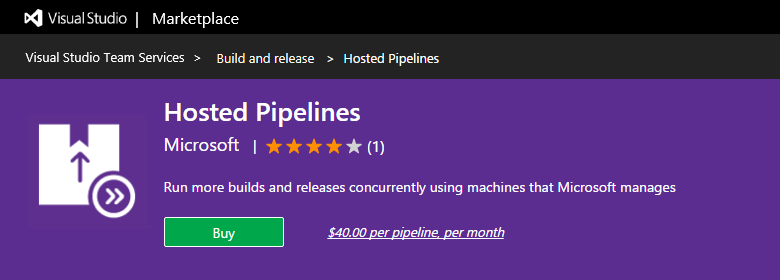 Visual Studio | Marketplace
Visual Studio Team Services > Build and release > Hosted Pipelines
Hosted Pipelines
Microsoft | (1)
Run more builds and releases concurrently using machines that Microsoft manages
Buy $40.00 per pipeline, per month